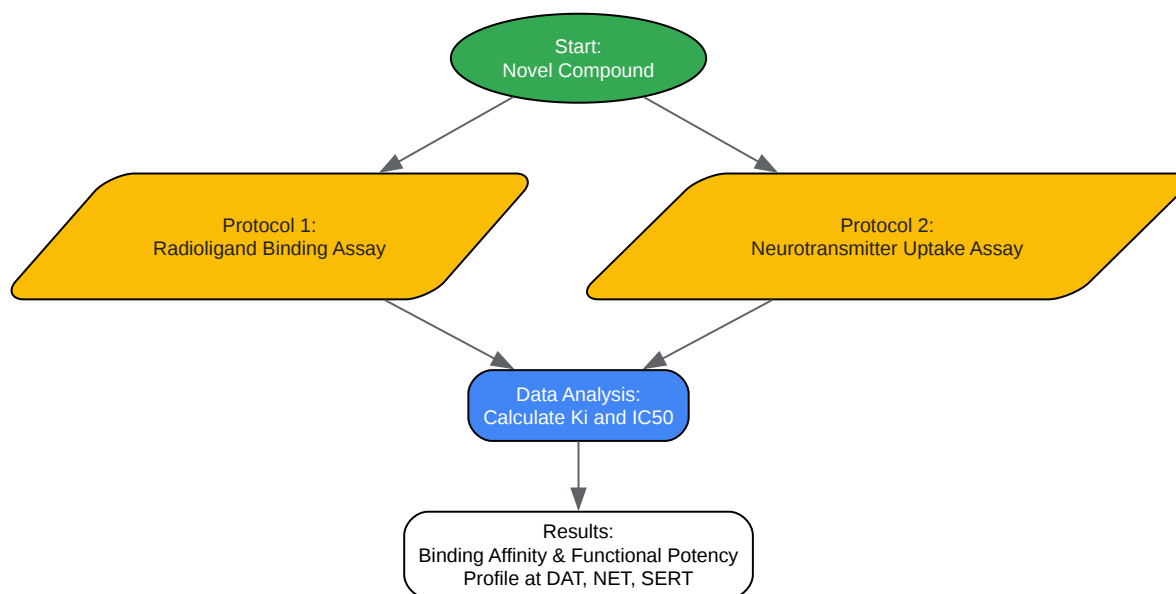 Start:
Novel Compound
Protocol 1:
Radioligand Binding Assay
Protocol 2:
Neurotransmitter Uptake Assay
Data Analysis:
Calculate Ki and IC50
Results:
Binding Affinity & Functional Potency
Profile at DAT, NET, SERT